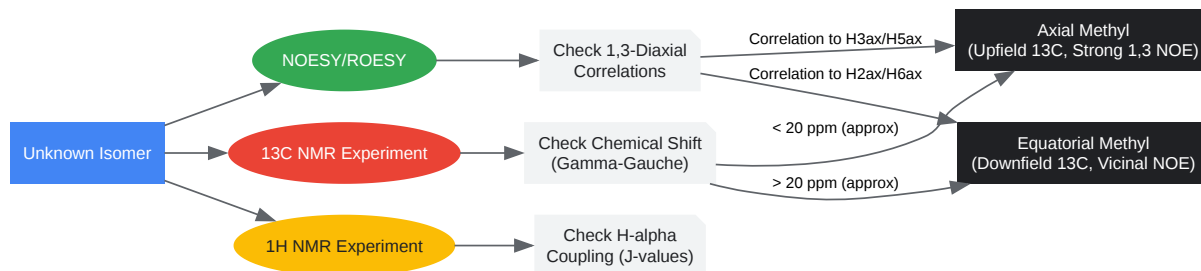 Unknown Isomer
NOESY/ROESY
13C NMR Experiment
1H NMR Experiment
Check 1,3-Diaxial
Correlations
Check Chemical Shift
(Gamma-Gauche)
Check H-alpha
Coupling (J-values)
Correlation to H3ax/H5ax
Correlation to H2ax/H6ax
< 20 ppm (approx)
> 20 ppm (approx)
Axial Methyl
(Upfield 13C, Strong 1,3 NOE)
Equatorial Methyl
(Downfield 13C, Vicinal NOE)